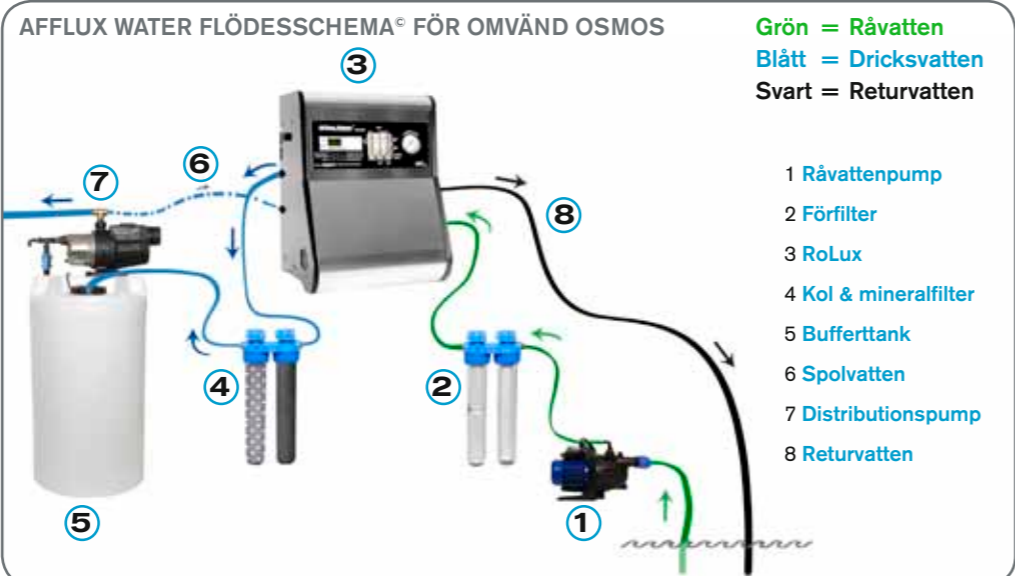 AFFLUX WATER FLÖDESSCHEMA© FÖR OMVÄND OSMOS
Grön = Råvatten
Blått = Dricksvatten
Svart = Returvatten
1 Råvattenpump
2 Förfilter
3 RoLux
4 Kol & mineralfilter
5 Bufferttank
6 Spolvatten
7 Distributionspump
8 Returvatten
3
6
7
8
4
2
5
1